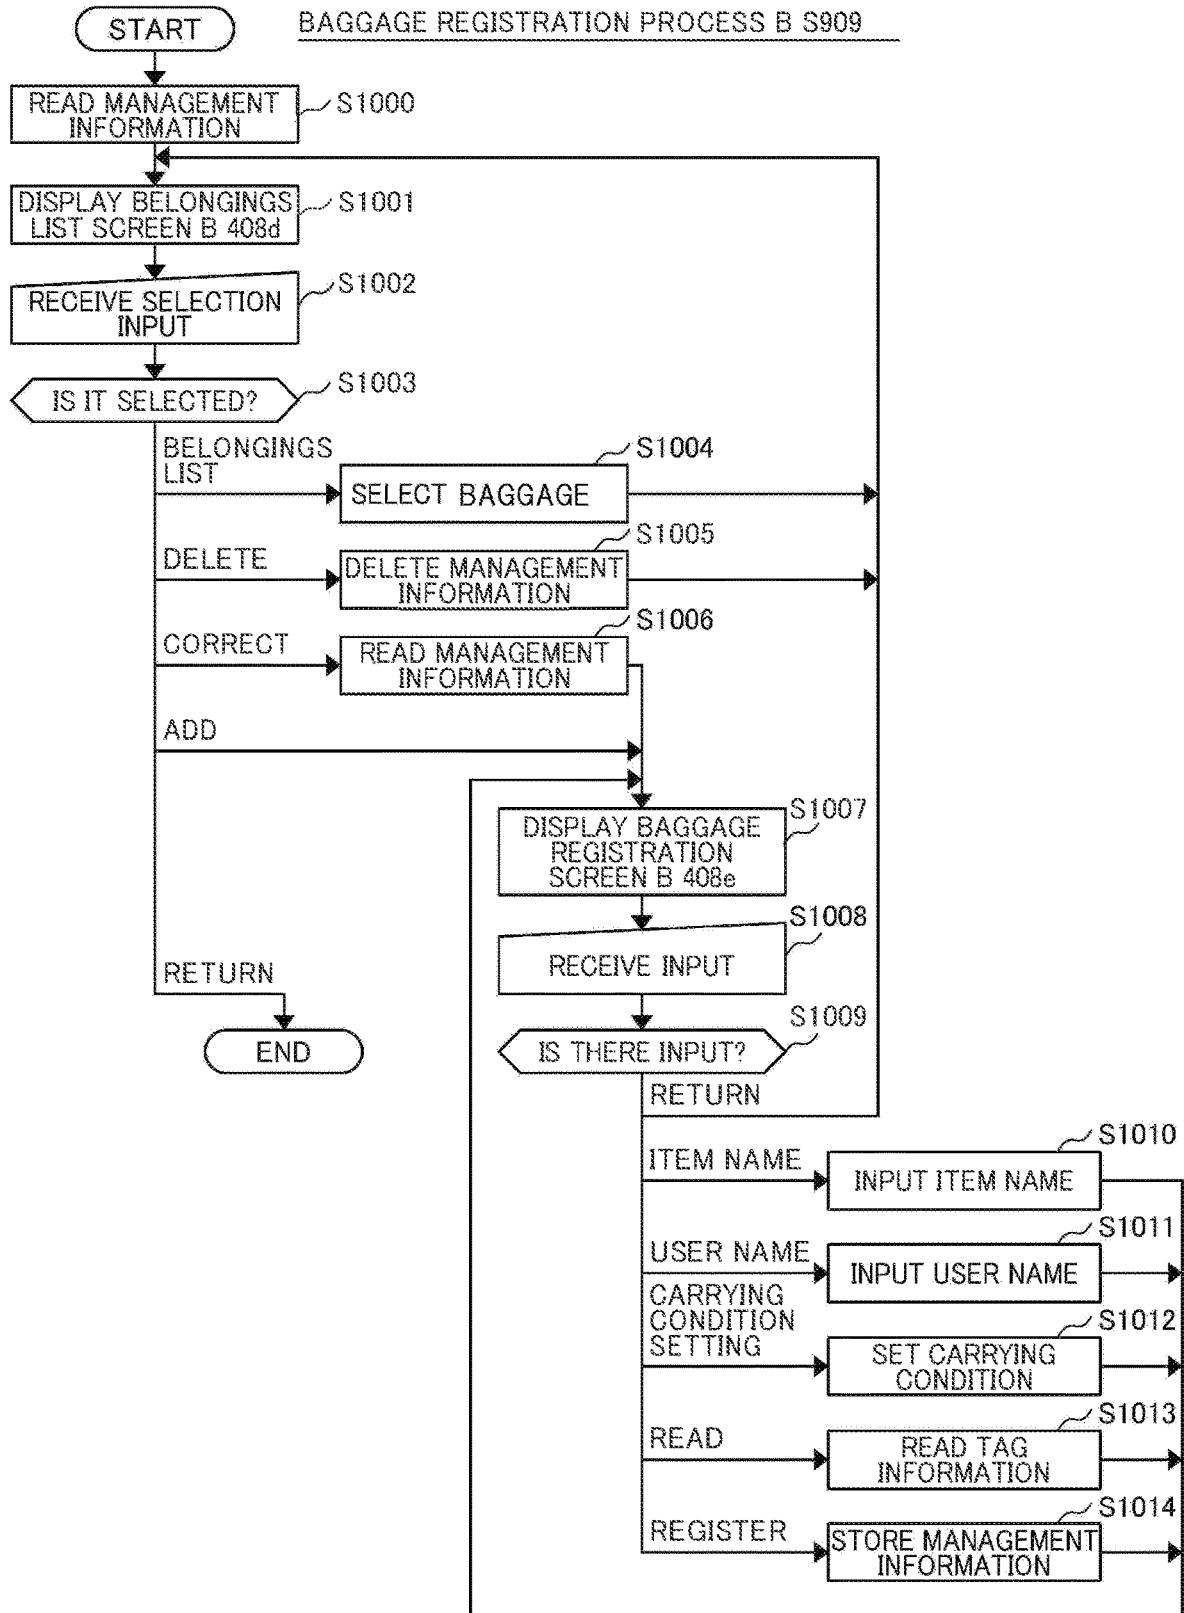 START
BAGGAGE REGISTRATION PROCESS B S909
READ MANAGEMENT
INFORMATION
S1000
DISPLAY BELONGINGS
LIST SCREEN B 408d
S1001
RECEIVE SELECTION
INPUT
S1002
IS IT SELECTED?
S1003
BELONGINGS
LIST
S1004
SELECT BAGGAGE
DELETE
S1005
DELETE MANAGEMENT
INFORMATION
CORRECT
S1006
READ MANAGEMENT
INFORMATION
ADD
S1007
DISPLAY BAGGAGE
REGISTRATION
SCREEN B 408e
S1008
RECEIVE INPUT
RETURN
END
S1009
IS THERE INPUT?
RETURN
ITEM NAME
S1010
INPUT ITEM NAME
USER NAME
S1011
INPUT USER NAME
CARRYING
CONDITION
SETTING
S1012
SET CARRYING
CONDITION
READ
S1013
READ TAG
INFORMATION
REGISTER
S1014
STORE MANAGEMENT
INFORMATION